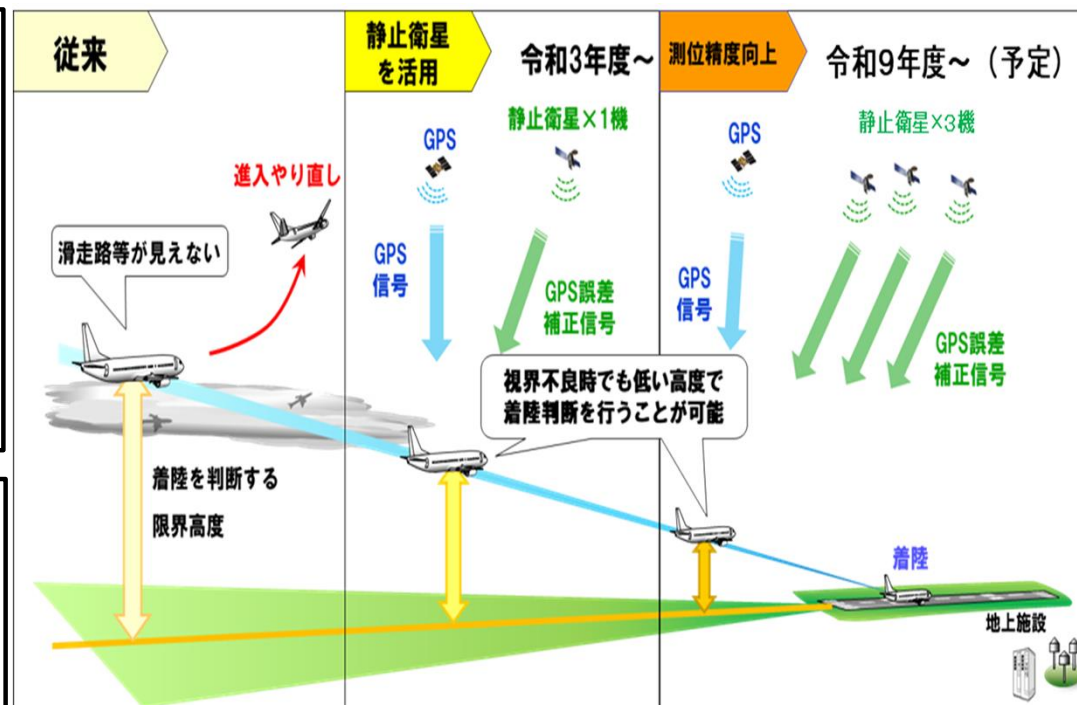 従来
静止衛星
を活用
令和3年度～
測位精度向上
令和9年度～（予定）
進入やり直し
滑走路等が見えない
着陸を判断する
限界高度
GPS
静止衛星×1機
GPS
信号
GPS誤差
補正信号
視界不良時でも低い高度で
着陸判断を行うことが可能
GPS
静止衛星×3機
GPS
信号
GPS誤差
補正信号
着陸
地上施設